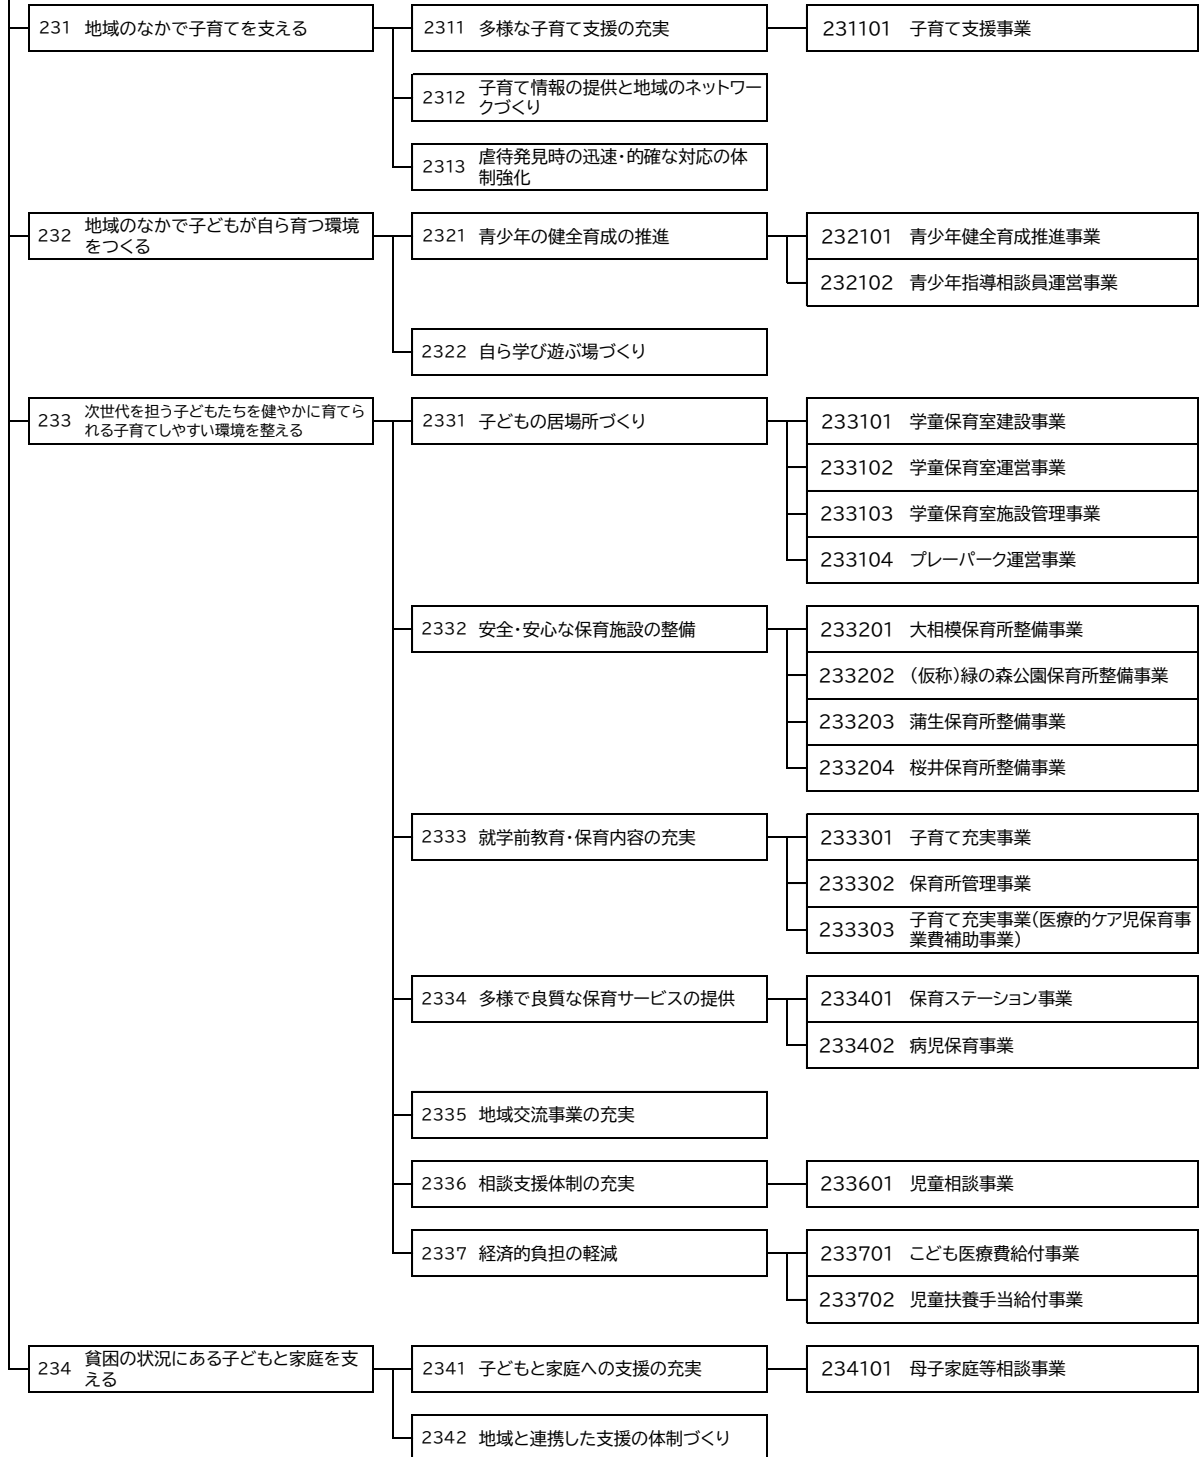 231 地域のなかで子育てを支える
2311 多様な子育て支援の充実
231101 子育て支援事業
2312 子育て情報の提供と地域のネットワー
クづくり
2313 虐待発見時の迅速・的確な対応の体
制強化
232 地域のなかで子どもが自ら育つ環境
をつくる
2321 青少年の健全育成の推進
232101 青少年健全育成推進事業
232102 青少年指導相談員運営事業
2322 自ら学び遊ぶ場づくり
233 次世代を担う子どもたちを健やかに育てら
れる子育てしやすい環境を整える
2331 子どもの居場所づくり
233101 学童保育室建設事業
233102 学童保育室運営事業
233103 学童保育室施設管理事業
233104 プレーパーク運営事業
2332 安全・安心な保育施設の整備
233201 大相模保育所整備事業
233202 (仮称)緑の森公園保育所整備事業
233203 蒲生保育所整備事業
233204 桜井保育所整備事業
2333 就学前教育・保育内容の充実
233301 子育て充実事業
233302 保育所管理事業
233303 子育て充実事業(医療的ケア児保育事
業費補助事業)
2334 多様で良質な保育サービスの提供
233401 保育ステーション事業
233402 病児保育事業
2335 地域交流事業の充実
2336 相談支援体制の充実
233601 児童相談事業
2337 経済的負担の軽減
233701 こども医療費給付事業
233702 児童扶養手当給付事業
234 貧困の状況にある子どもと家庭を支
える
2341 子どもと家庭への支援の充実
234101 母子家庭等相談事業
2342 地域と連携した支援の体制づくり